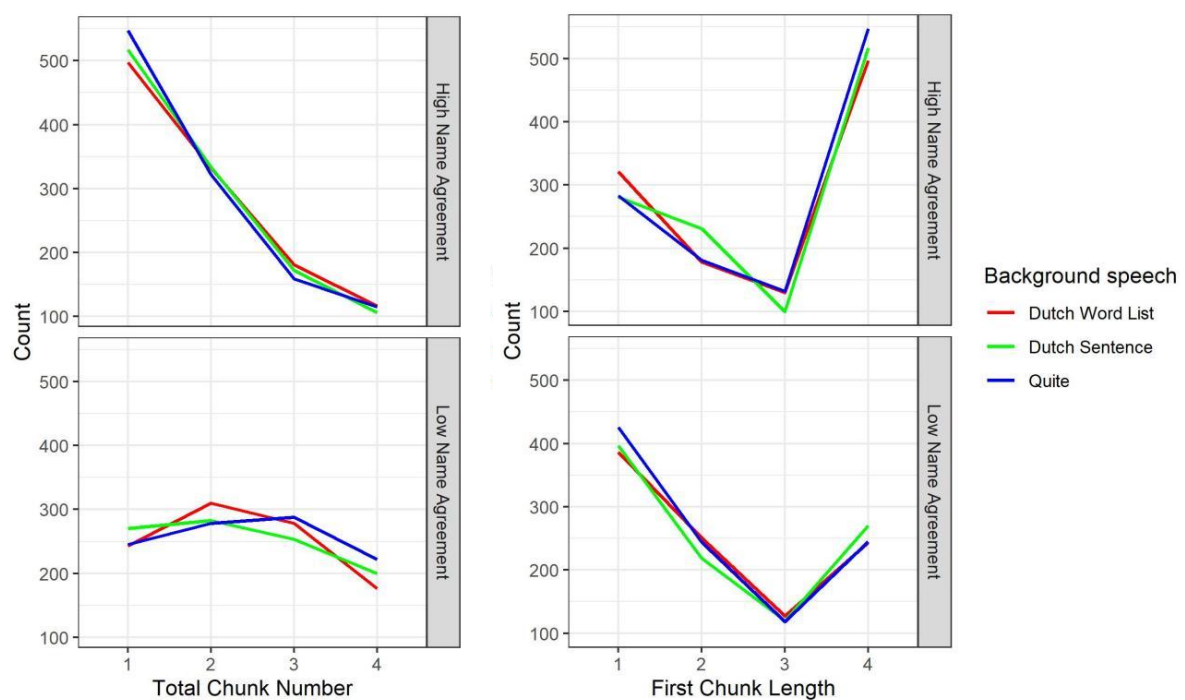 Count
500
400
300
200
100
High Name Agreement
500
400
300
200
100
Low Name Agreement
1 2 3 4
Total Chunk Number
Count
500
400
300
200
100
High Name Agreement
500
400
300
200
100
Low Name Agreement
1 2 3 4
First Chunk Length
Background speech
Dutch Word List
Dutch Sentence
Quite